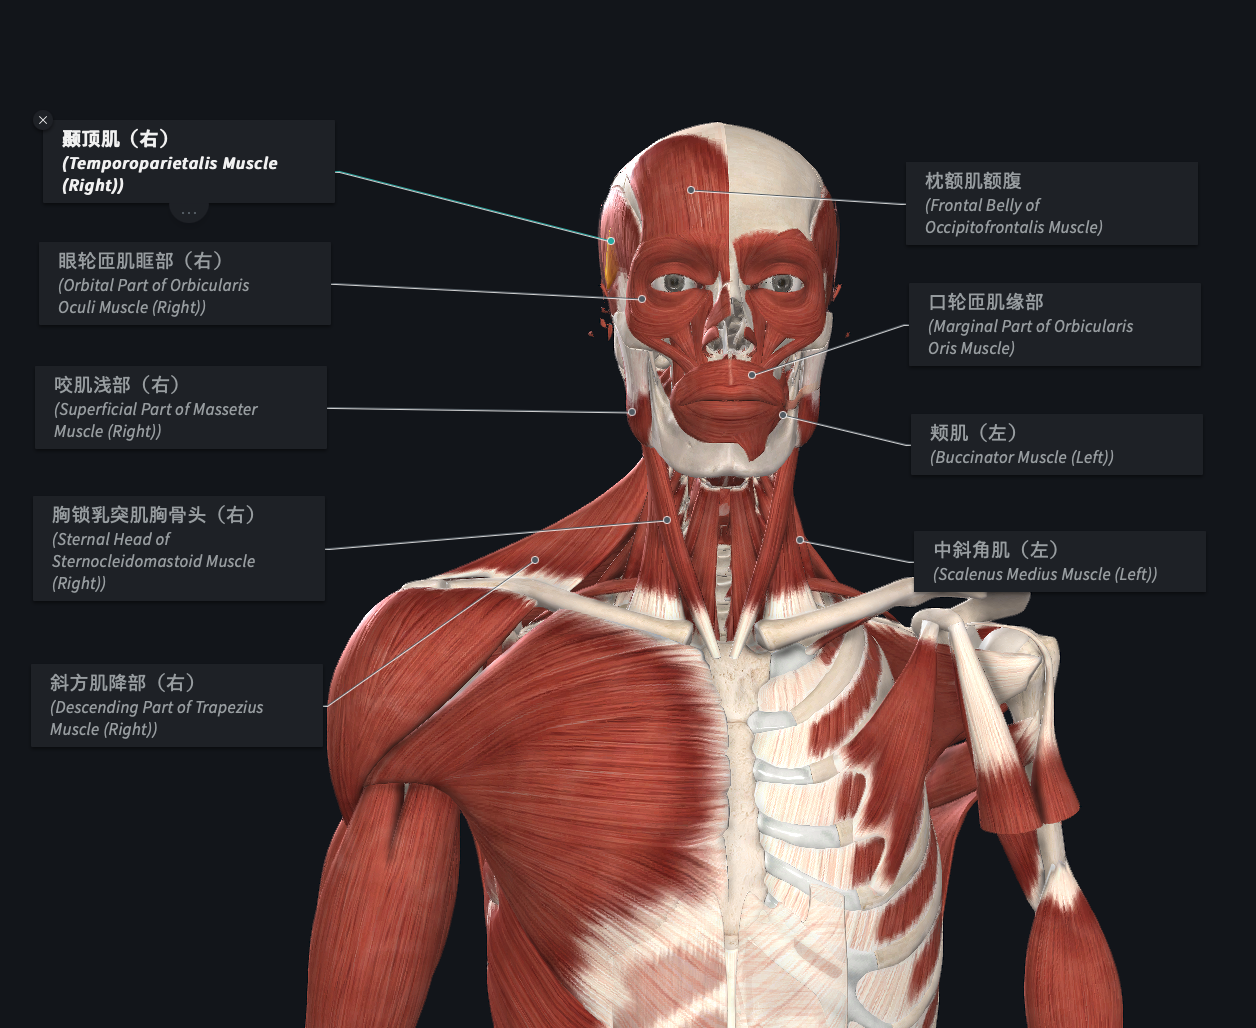 颞顶肌（右）
(Temporoparietalis Muscle
(Right))
...
眼轮匝肌眶部（右）
(Orbital Part of Orbicularis
Oculi Muscle (Right))
咬肌浅部（右）
(Superficial Part of Masseter
Muscle (Right))
胸锁乳突肌胸骨头（右）
(Sternal Head of
Sternocleidomastoid Muscle
(Right))
斜方肌降部（右）
(Descending Part of Trapezius
Muscle (Right))
枕额肌额腹
(Frontal Belly of
Occipitofrontalis Muscle)
口轮匝肌缘部
(Marginal Part of Orbicularis
Oris Muscle)
颊肌（左）
(Buccinator Muscle (Left))
中斜角肌（左）
(Scalenus Medius Muscle (Left))